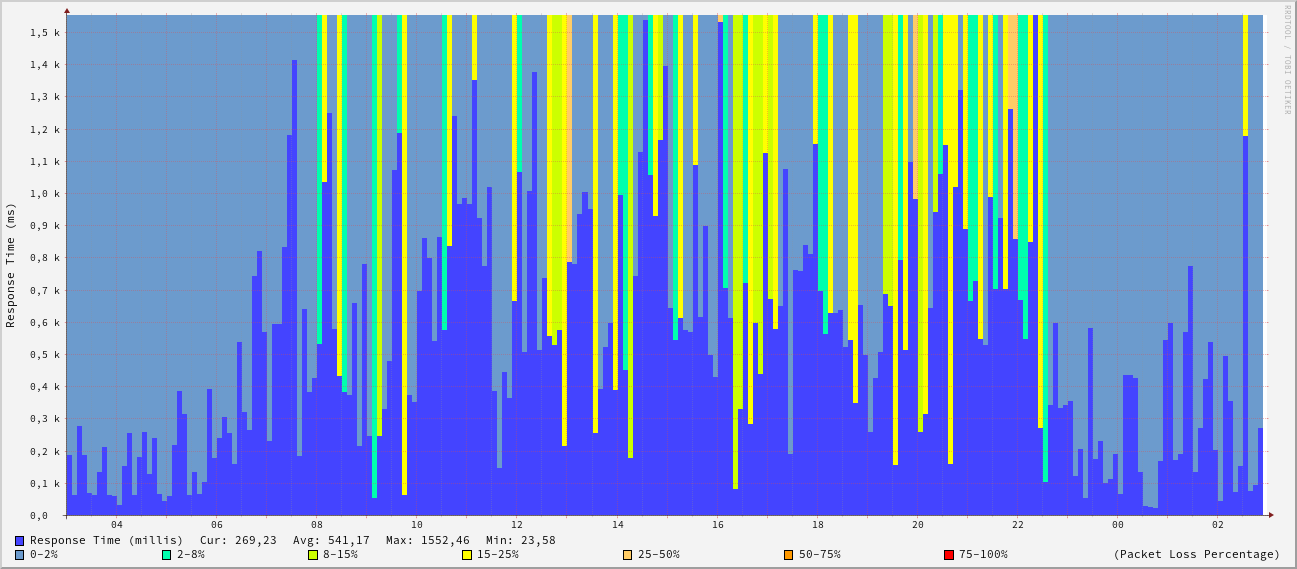 RRDTOOL / TOBI OETIKER
Response Time (ms)
1,5 k
1,4 k
1,3 k
1,2 k
1,1 k
1,0 k
0,9 k
0,8 k
0,7 k
0,6 k
0,5 k
0,4 k
0,3 k
0,2 k
0,1 k
0,0
04 06 08 10 12 14 16 18 20 22 00 02
Response Time (millis) Cur: 269,23 Avg: 541,17 Max: 1552,46 Min: 23,58
0-2% 2-8% 8-15% 15-25% 25-50% 50-75% 75-100% (Packet Loss Percentage)